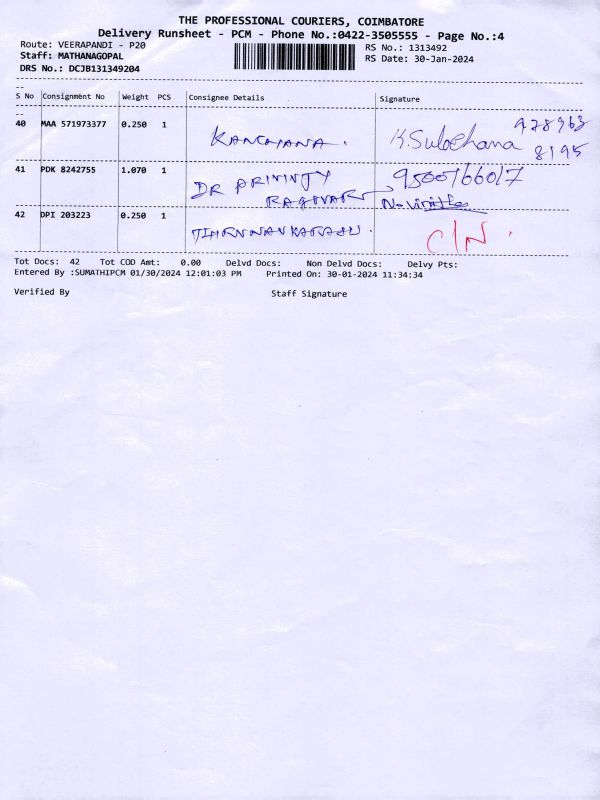 THE PROFESSIONAL COURIERS, COIMBATORE
Delivery Runsheet - PCM - Phone No.:0422-3505555 - Page No.:4
Route: VEERAPANDI - P20
RS No.: 1313492
Staff: MATHANAGOPAL
RS Date: 30-Jan-2024
DRS No.: DCJB131349204
S No Consignment No Weight PCS Consignee Details Signature
40 MAA 571973377 0.250 1 KANCHANA. K.Sulochana 978963
8195
41 PDK 8242755 1.070 1 DR 9500166017
42 DPI 203223 0.250 1 C/N.
Tot Docs: 42 Tot COD Amt: 0.00 Delvd Docs: Non Delvd Docs: Delvy Pts:
Entered By :SUMATHIPCM 01/30/2024 12:01:03 PM Printed On: 30-01-2024 11:34:34
Verified By Staff Signature